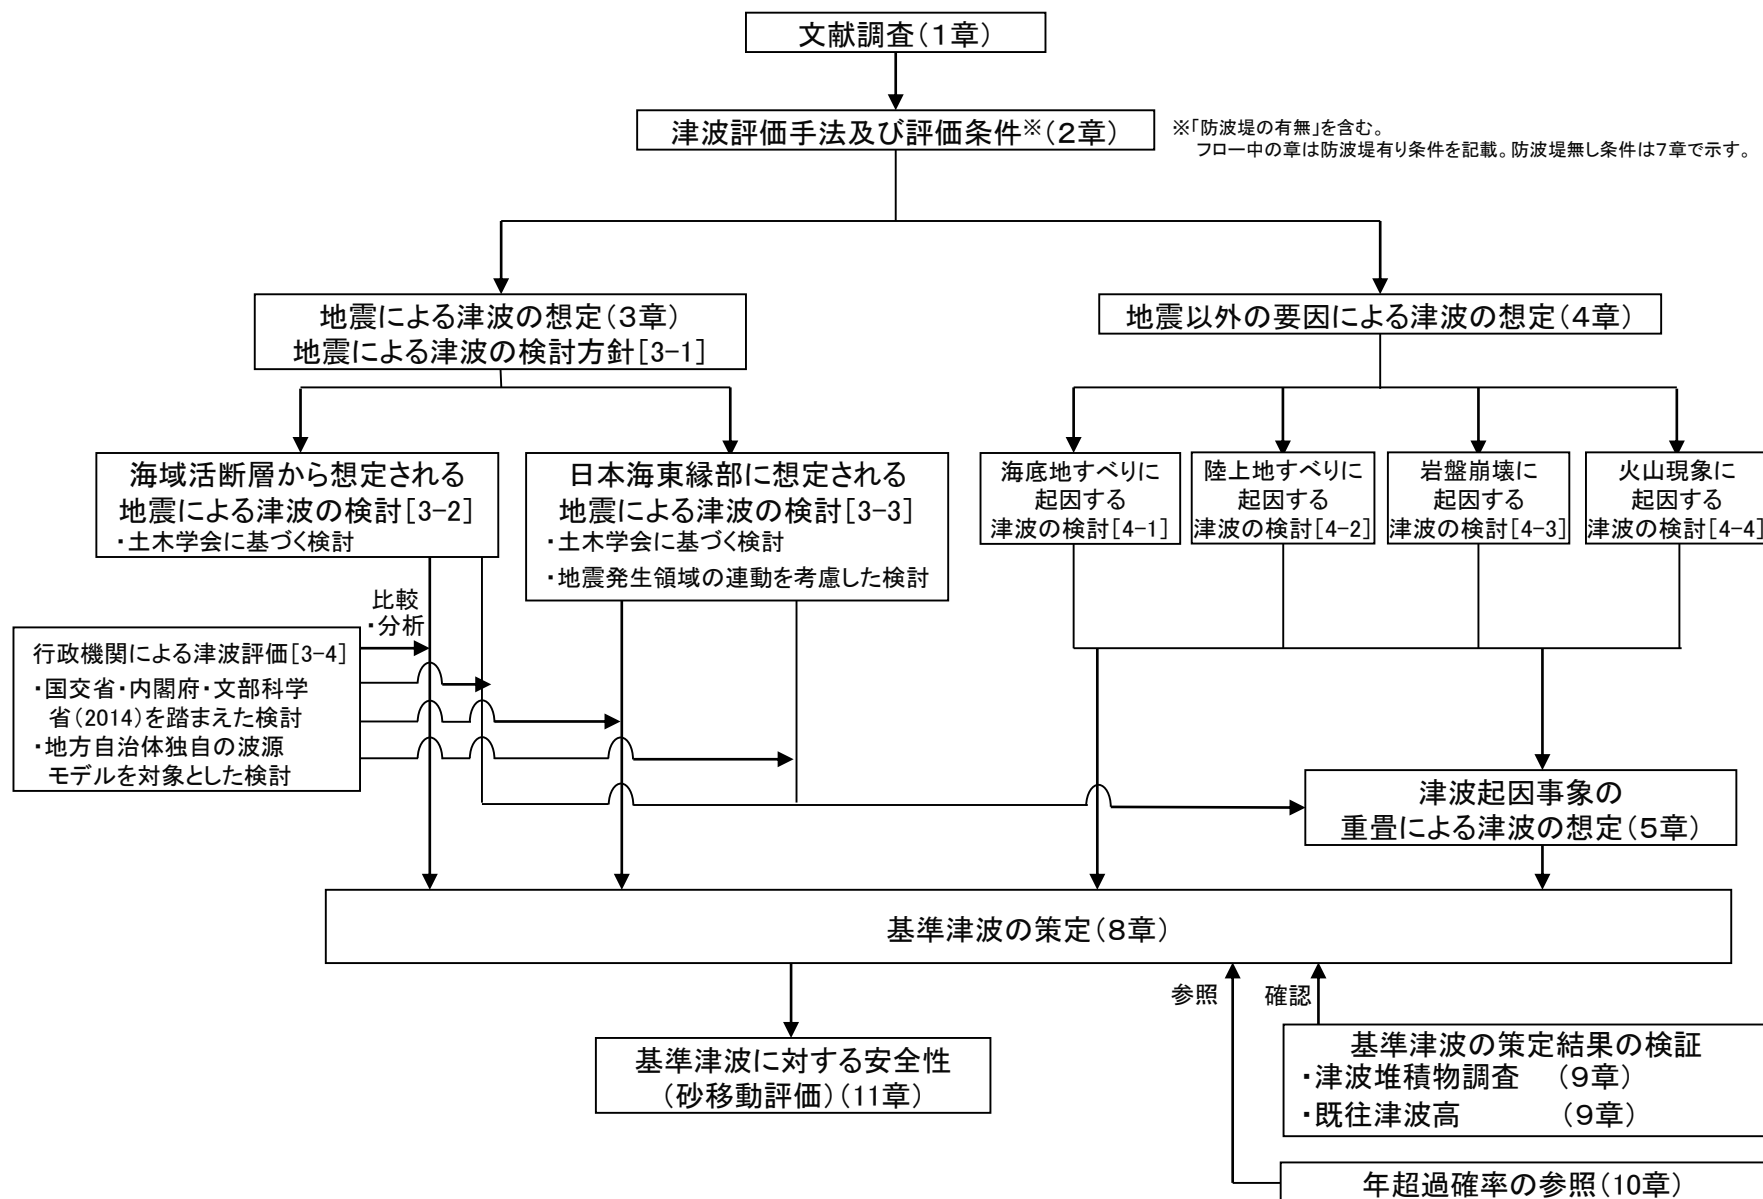 文献調査(1章)
津波評価手法及び評価条件※(2章)
※「防波堤の有無」を含む。
フロー中の章は防波堤有り条件を記載。防波堤無し条件は7章で示す。
地震による津波の想定(3章)
地震による津波の検討方針[3-1]
地震以外の要因による津波の想定(4章)
海域活断層から想定される
地震による津波の検討[3-2]
・土木学会に基づく検討
日本海東縁部に想定される
地震による津波の検討[3-3]
・土木学会に基づく検討
・地震発生領域の連動を考慮した検討
海底地すべりに
起因する
津波の検討[4-1]
陸上地すべりに
起因する
津波の検討[4-2]
岩盤崩壊に
起因する
津波の検討[4-3]
火山現象に
起因する
津波の検討[4-4]
比較
・分析
行政機関による津波評価[3-4]
・国交省・内閣府・文部科学
省(2014)を踏まえた検討
・地方自治体独自の波源
モデルを対象とした検討
津波起因事象の
重畳による津波の想定(5章)
基準津波の策定(8章)
参照
確認
基準津波に対する安全性
(砂移動評価)(11章)
基準津波の策定結果の検証
・津波堆積物調査 (9章)
・既往津波高 (9章)
年超過確率の参照(10章)